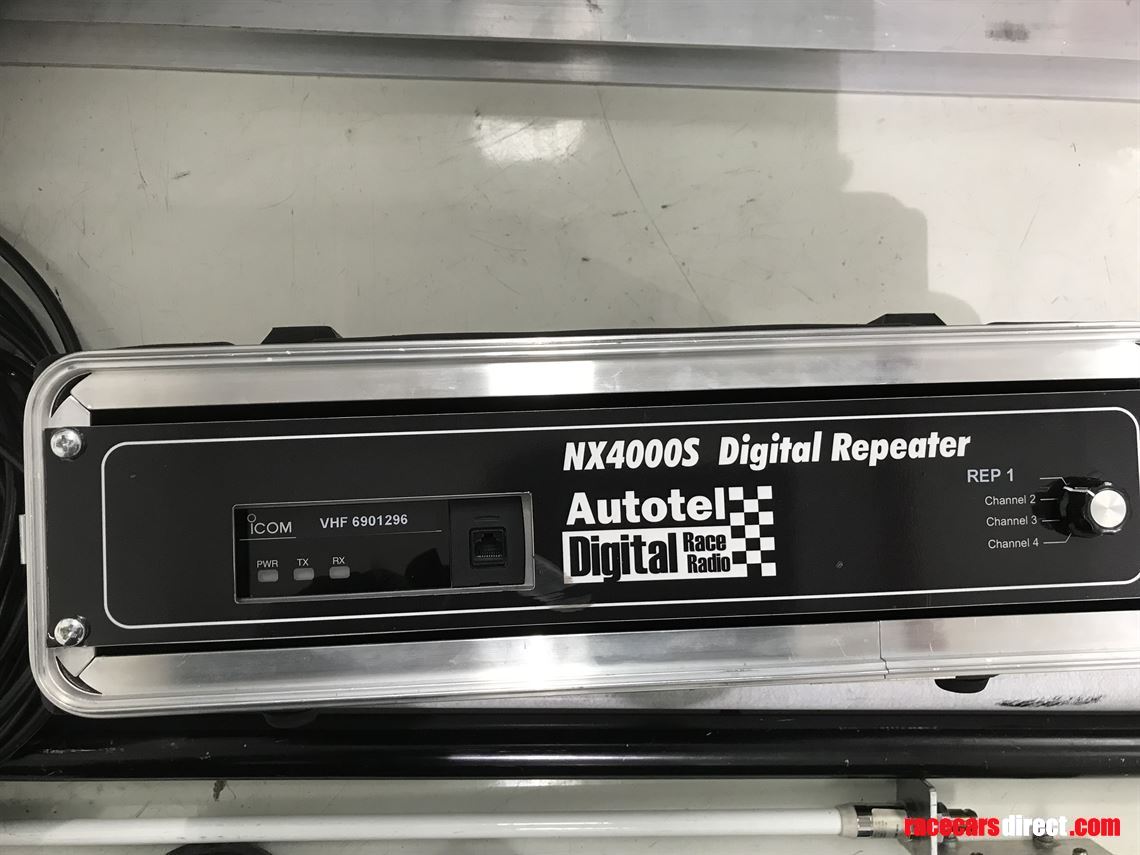 NX4000S Digital Repeater
REP 1
Autotel
Digital Race Radio
Channel 2
Channel 3
Channel 4
ICOM
VHF 6901296
PWR TX RX
racecarsdirect.com